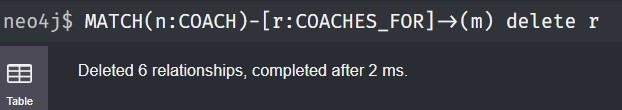 neo4j$ MATCH(n:COACH)-[r:COACHES_FOR]→(m) delete r
Deleted 6 relationships, completed after 2 ms.
Table